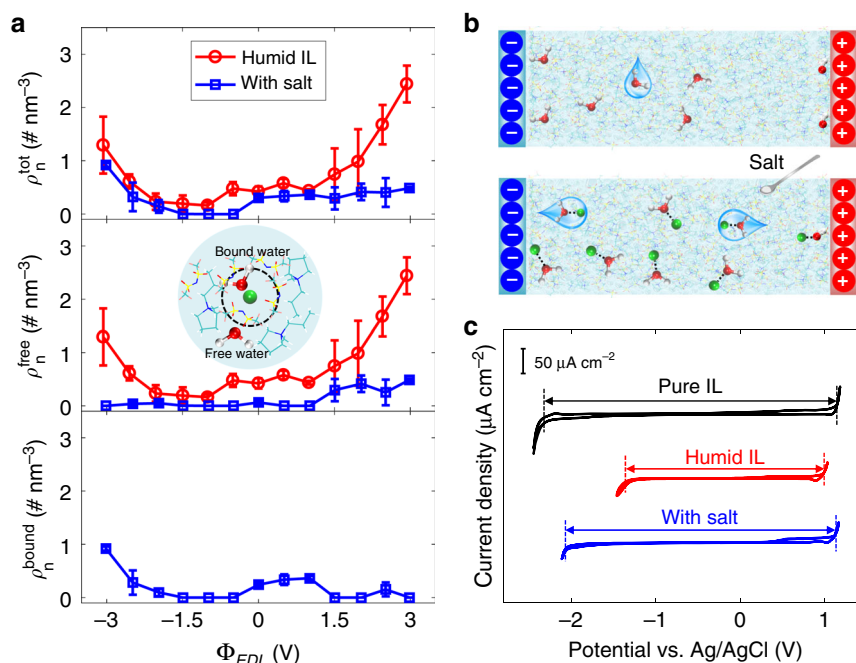 a
ρn^tot (# nm−3)
3
2
1
0
Humid IL
With salt
ρn^free (# nm−3)
3
2
1
0
Bound water
Free water
ρn^bound (# nm−3)
3
2
1
0
−3 −1.5 0 1.5 3
Φ_EDL (V)
b
− +
− +
− +
− +
− +
Salt
− +
− +
− +
− +
− +
c
50 μA cm−2
Pure IL
Humid IL
With salt
Current density (μA cm−2)
−2 −1 0 1
Potential vs. Ag/AgCl (V)